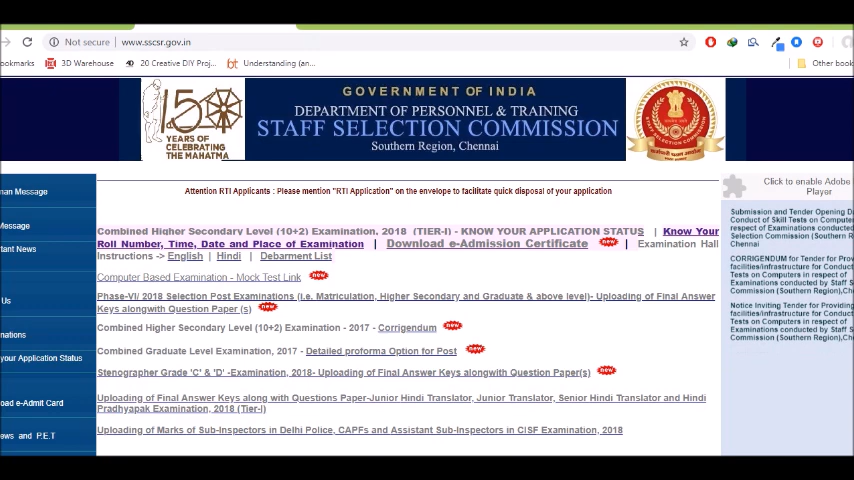 Not secure | www.sscsr.gov.in
ookmarks 3D Warehouse 20 Creative DIY Proj... Understanding (an... Other book
150
YEARS OF
CELEBRATING
THE MAHATMA
GOVERNMENT OF INDIA
DEPARTMENT OF PERSONNEL & TRAINING
STAFF SELECTION COMMISSION
Southern Region, Chennai
man Message
Message
tant News
Us
nations
your Application Status
oad e-Admit Card
ews and P.E.T
Attention RTI Applicants : Please mention "RTI Application" on the envelope to facilitate quick disposal of your application
Combined Higher Secondary Level (10+2) Examination, 2018 (TIER-I) - KNOW YOUR APPLICATION STATUS | Know Your
Roll Number, Time, Date and Place of Examination | Download e-Admission Certificate new | Examination Hall
Instructions -> English | Hindi | Debarment List
Computer Based Examination - Mock Test Link new
Phase-VI/ 2018 Selection Post Examinations (i.e. Matriculation, Higher Secondary and Graduate & above level)- Uploading of Final Answer
Keys alongwith Question Paper (s) new
Combined Higher Secondary Level (10+2) Examination - 2017 - Corrigendum new
Combined Graduate Level Examination, 2017 - Detailed proforma Option for Post new
Stenographer Grade 'C' & 'D' -Examination, 2018- Uploading of Final Answer Keys alongwith Question Paper(s) new
Uploading of Final Answer Keys along with Questions Paper-Junior Hindi Translator, Junior Translator, Senior Hindi Translator and Hindi
Pradhyapak Examination, 2018 (Tier-I)
Uploading of Marks of Sub-Inspectors in Delhi Police, CAPFs and Assistant Sub-Inspectors in CISF Examination, 2018
Click to enable Adobe
Player
Submission and Tender Opening Da
Conduct of Skill Tests on Computer
respect of Examinations conducted by Staff S
Selection Commission (Southern R
Chennai
CORRIGENDUM for Tender for Prov
facilities/infrastructure for Conduct
Tests on Computers in respect of
Examinations conducted by Staff S
Commission (Southern Region),Che
Notice Inviting Tender for Providing
facilities/infrastructure for Conduct
Tests on Computers in respect of
Examinations conducted by Staff S
Commission (Southern Region),Che